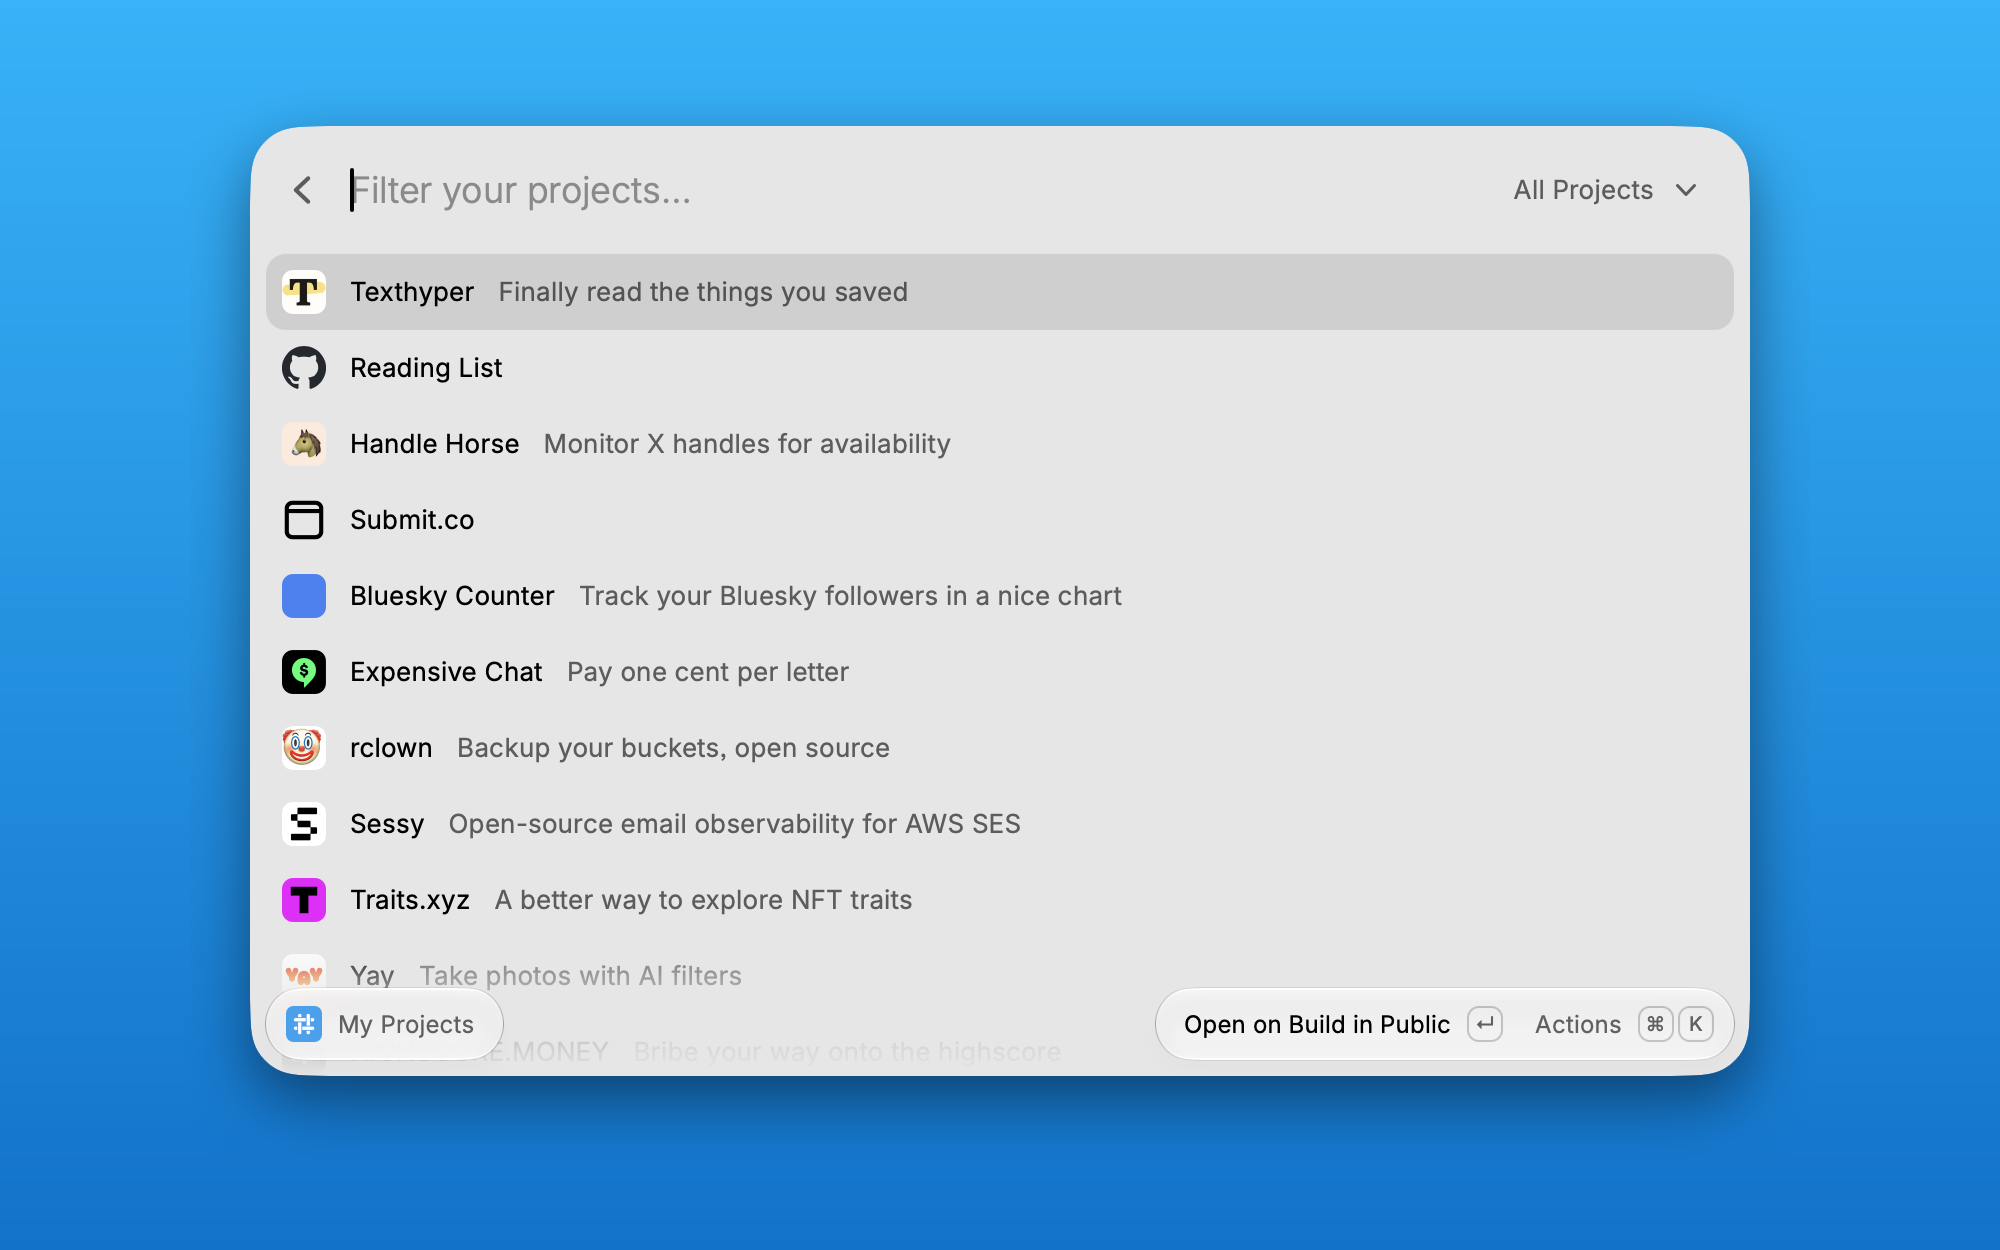 Filter your projects...
All Projects
Texthyper Finally read the things you saved
Reading List
Handle Horse Monitor X handles for availability
Submit.co
Bluesky Counter Track your Bluesky followers in a nice chart
Expensive Chat Pay one cent per letter
rclown Backup your buckets, open source
Sessy Open-source email observability for AWS SES
Traits.xyz A better way to explore NFT traits
Yay Take photos with AI filters
My Projects
Open on Build in Public
Actions ⌘ K
Bribe your way onto the highscore